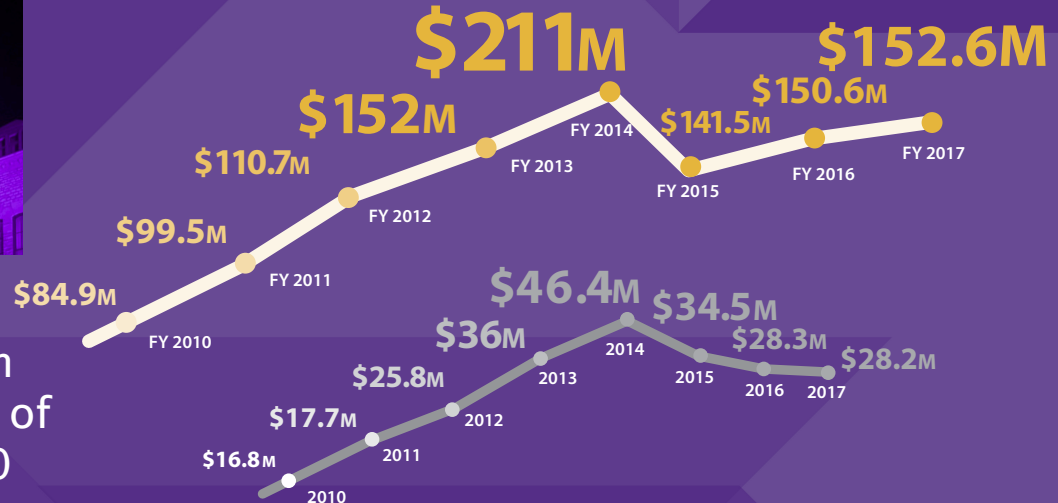 $211M
$152.6M
$152M
$150.6M
$141.5M
FY 2014
$110.7M
FY 2013
FY 2017
FY 2016
FY 2015
FY 2012
$99.5M
FY 2011
$84.9M
FY 2010
$46.4M
$34.5M
$36M
$28.3M
2014
$28.2M
2013
2015
2016
2017
$25.8M
2012
$17.7M
2011
$16.8M
2010
of